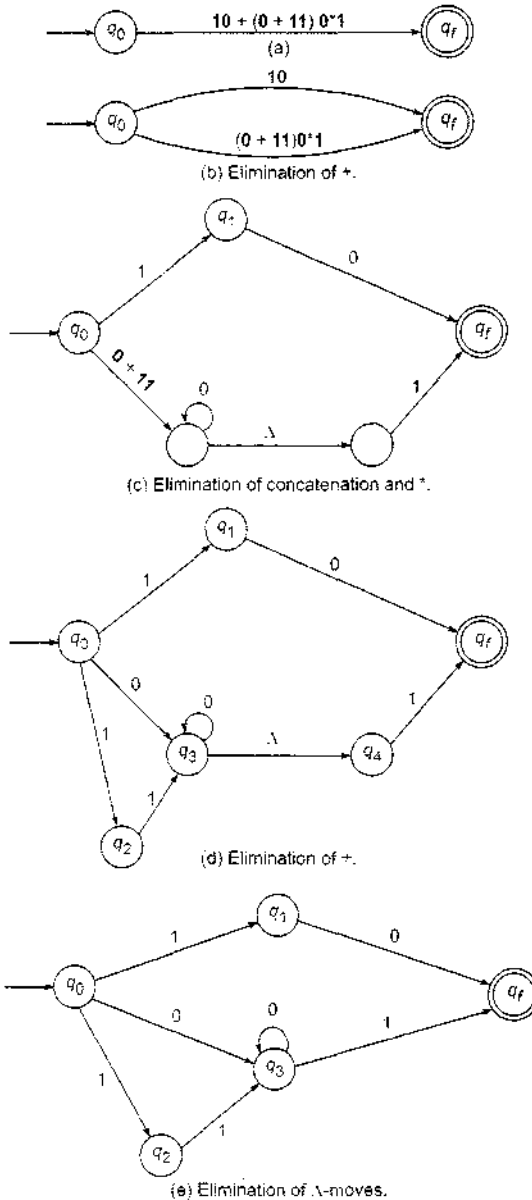 10 + (0 + 11) 0*1
q0
qf
(a)
10
q0
qf
(0 + 11)0*1
(b) Elimination of +.
q1
1
0
q0
qf
0 + 11
0
1
Λ
(c) Elimination of concatenation and *.
q1
1
0
q0
qf
0
0
1
1
q3
Λ
q4
1
q2
(d) Elimination of +.
q1
1
0
q0
qf
0
0
1
q3
1
1
q2
(e) Elimination of Λ-moves.